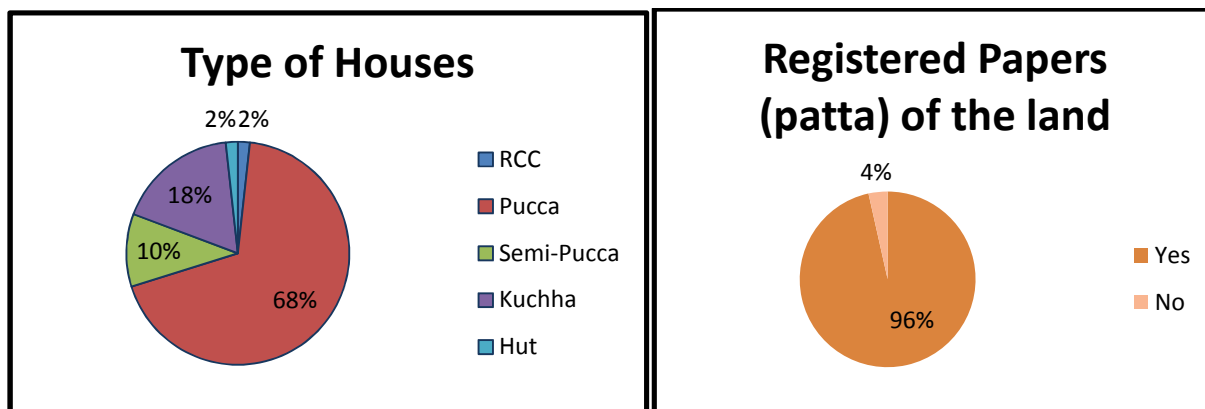 Type of Houses
2% 2%
18%
10%
68%
RCC
Pucca
Semi-Pucca
Kuchha
Hut
Registered Papers
(patta) of the land
4%
96%
Yes
No